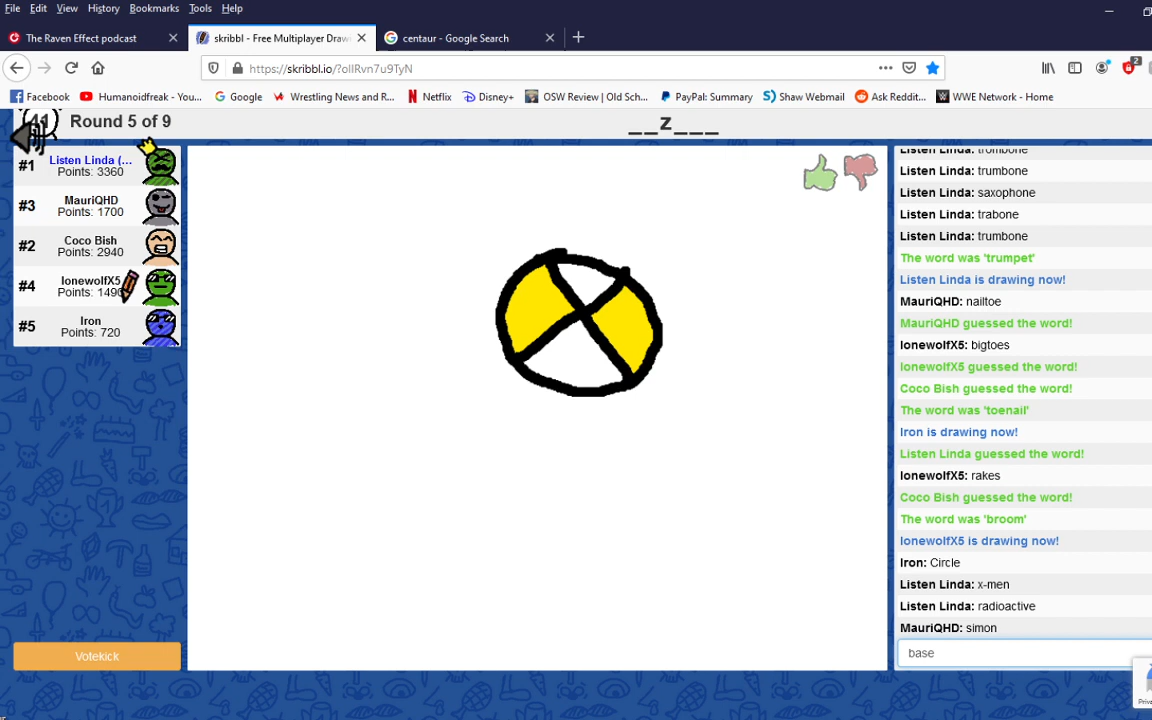 File Edit View History Bookmarks Tools Help
The Raven Effect podcast
skribbl - Free Multiplayer Draw
centaur - Google Search
https://skribbl.io/?olIRvn7u9TyN
2
Facebook
Humanoidfreak - You...
Google
Wrestling News and R...
Netflix
Disney+
OSW Review | Old Sch...
PayPal: Summary
Shaw Webmail
Ask Reddit...
WWE Network - Home
Round 5 of 9
__z___
#1 Listen Linda (...
Points: 3360
#3 MauriQHD
Points: 1700
#2 Coco Bish
Points: 2940
#4 lonewolfX5
Points: 1490
#5 Iron
Points: 720
Votekick
Listen Linda: trombone
Listen Linda: trumbone
Listen Linda: saxophone
Listen Linda: trabone
Listen Linda: trumbone
The word was 'trumpet'
Listen Linda is drawing now!
MauriQHD: nailtoe
MauriQHD guessed the word!
lonewolfX5: bigtoes
lonewolfX5 guessed the word!
Coco Bish guessed the word!
The word was 'toenail'
Iron is drawing now!
Listen Linda guessed the word!
lonewolfX5: rakes
Coco Bish guessed the word!
The word was 'broom'
lonewolfX5 is drawing now!
Iron: Circle
Listen Linda: x-men
Listen Linda: radioactive
MauriQHD: simon
base